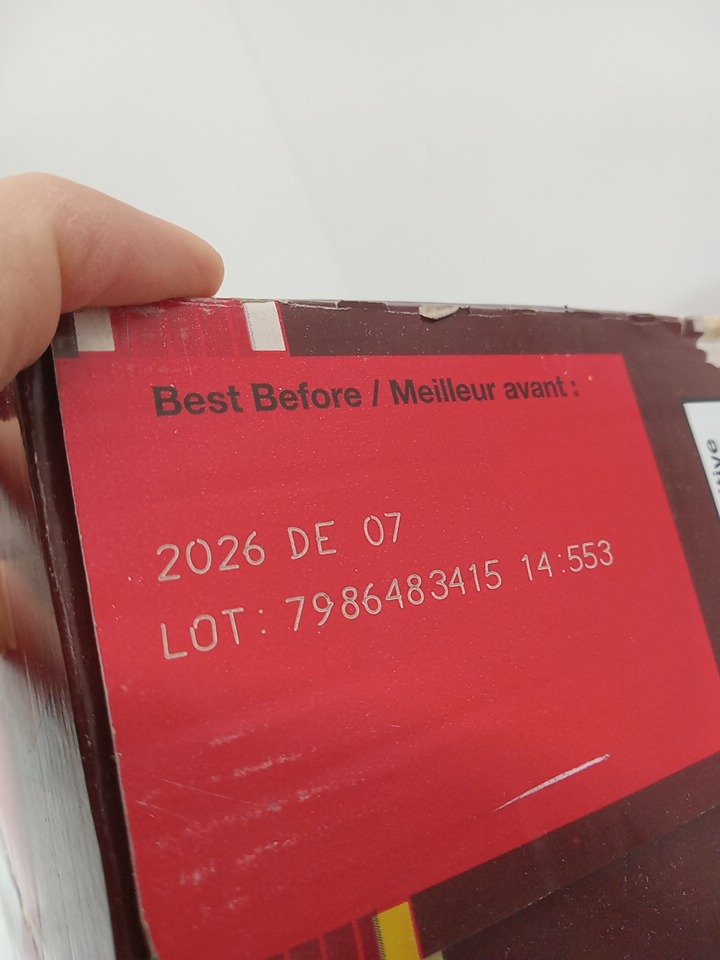 Best Before / Meilleur avant :
2026 DE 07
LOT: 7986483415 14:553